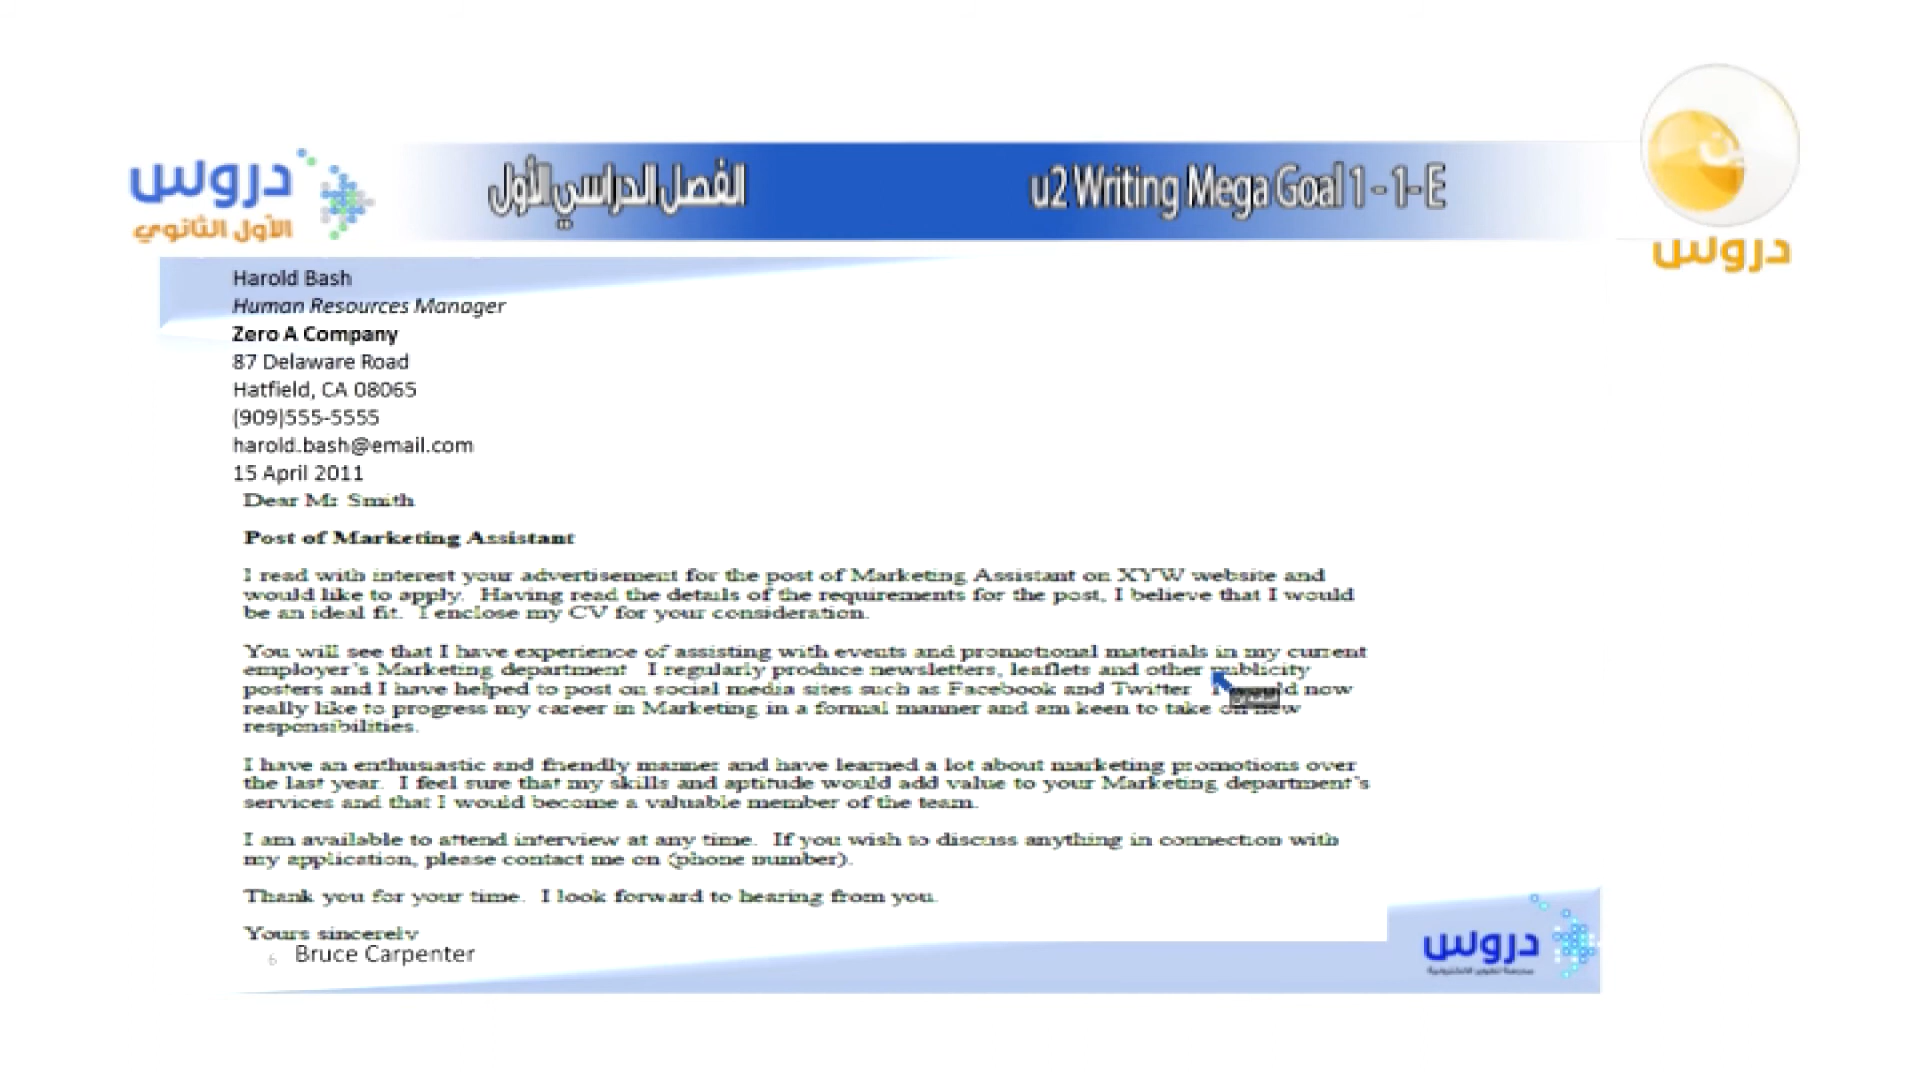 دروس
الأول الثانوي
الفصل الدراسي الأول
u2 Writing Mega Goal 1 - 1- E
دروس
Harold Bash
Human Resources Manager
Zero A Company
87 Delaware Road
Hatfield, CA 08065
(909)555-5555
harold.bash@email.com
15 April 2011
Dear Mr Smith
Post of Marketing Assistant
I read with interest your advertisement for the post of Marketing Assistant on XYW website and
would like to apply. Having read the details of the requirements for the post, I believe that I would
be an ideal fit. I enclose my CV for your consideration.
You will see that I have experience of assisting with events and promotional materials in my current
employer's Marketing department I regularly produce newsletters, leaflets and other publicity
posters and I have helped to post on social media sites such as Facebook and Twitter I would now
really like to progress my career in Marketing in a formal manner and am keen to take on new
responsibilities.
I have an enthusiastic and friendly manner and have learned a lot about marketing promotions over
the last year. I feel sure that my skills and aptitude would add value to your Marketing department's
services and that I would become a valuable member of the team.
I am available to attend interview at any time. If you wish to discuss anything in connection with
my application, please contact me on (phone number).
Thank you for your time. I look forward to hearing from you.
Yours sincerely
6 Bruce Carpenter
دروس